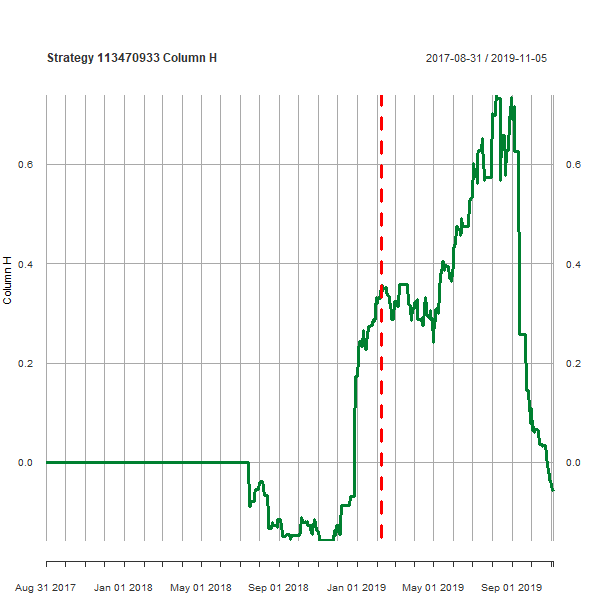 Strategy 113470933 Column H 2017-08-31 / 2019-11-05
0.6 0.6
0.4 0.4
Column H
0.2 0.2
0.0 0.0
Aug 31 2017 Jan 01 2018 May 01 2018 Sep 01 2018 Jan 01 2019 May 01 2019 Sep 01 2019